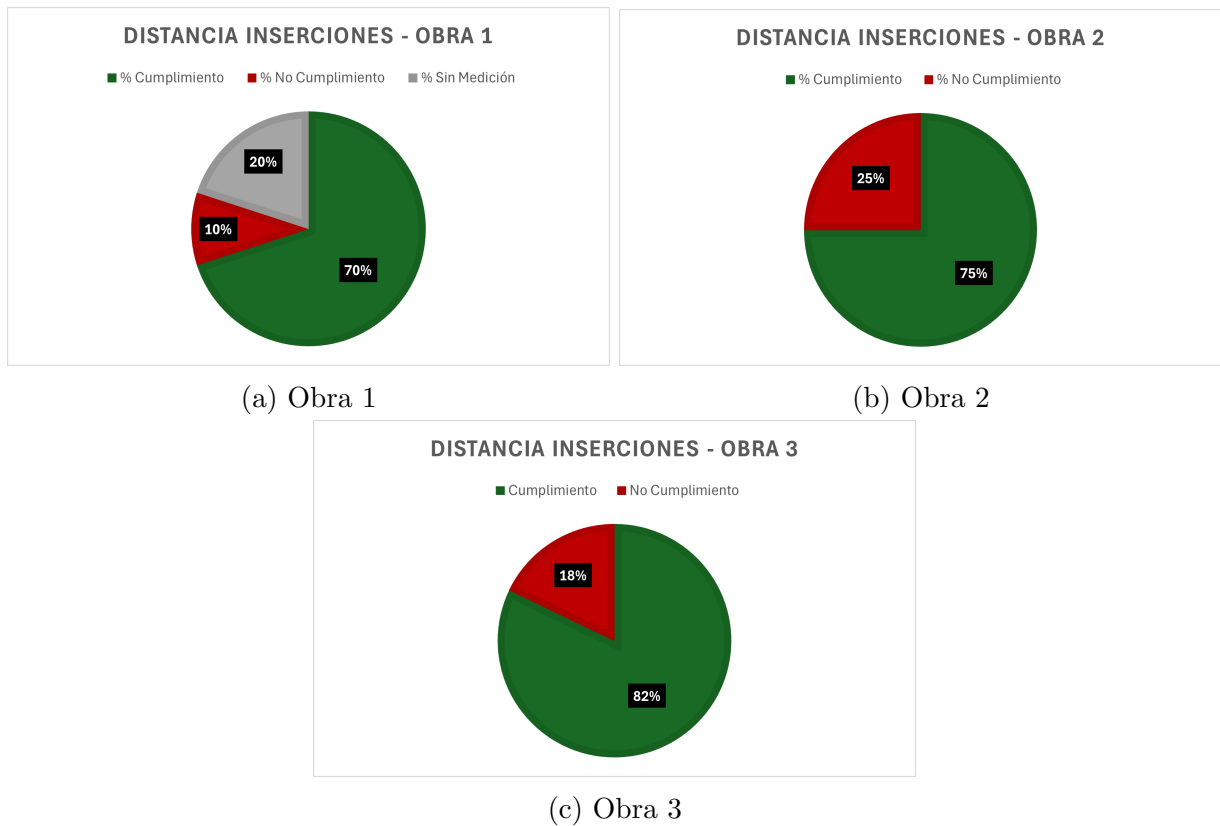 DISTANCIA INSERCIONES - OBRA 1
% Cumplimiento % No Cumplimiento % Sin Medición
20%
10%
70%
(a) Obra 1
DISTANCIA INSERCIONES - OBRA 2
% Cumplimiento % No Cumplimiento
25%
75%
(b) Obra 2
DISTANCIA INSERCIONES - OBRA 3
Cumplimiento No Cumplimiento
18%
82%
(c) Obra 3